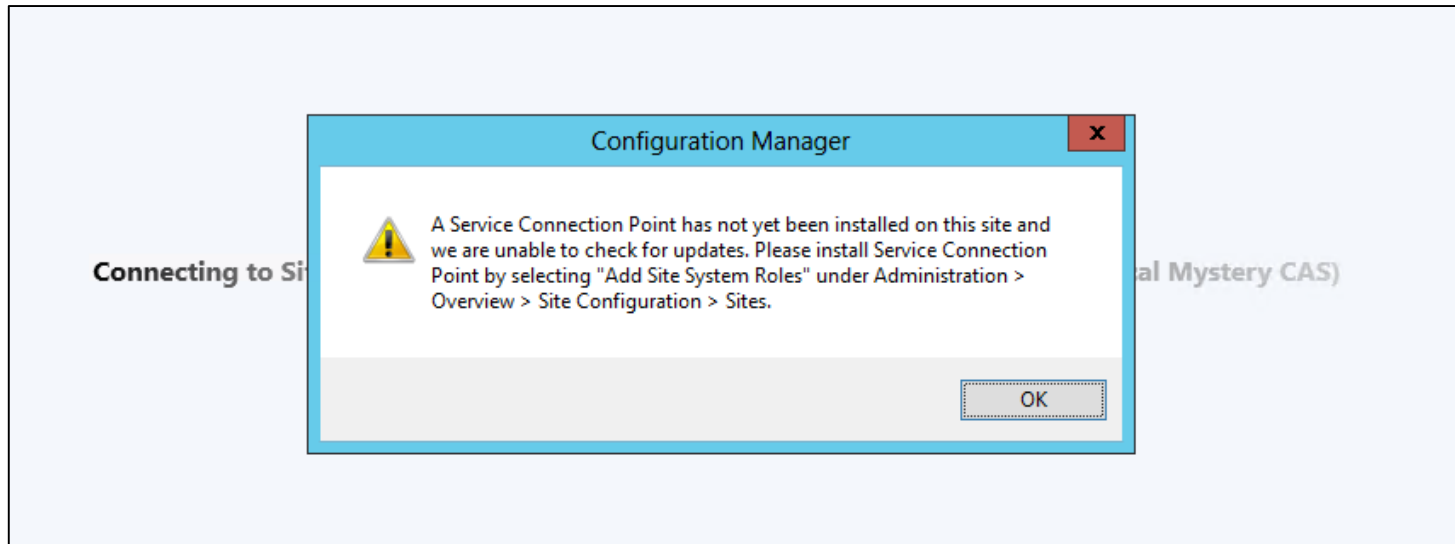 Configuration Manager
X
A Service Connection Point has not yet been installed on this site and
we are unable to check for updates. Please install Service Connection
Point by selecting "Add Site System Roles" under Administration >
Overview > Site Configuration > Sites.
Connecting to
Mystery CAS)
OK